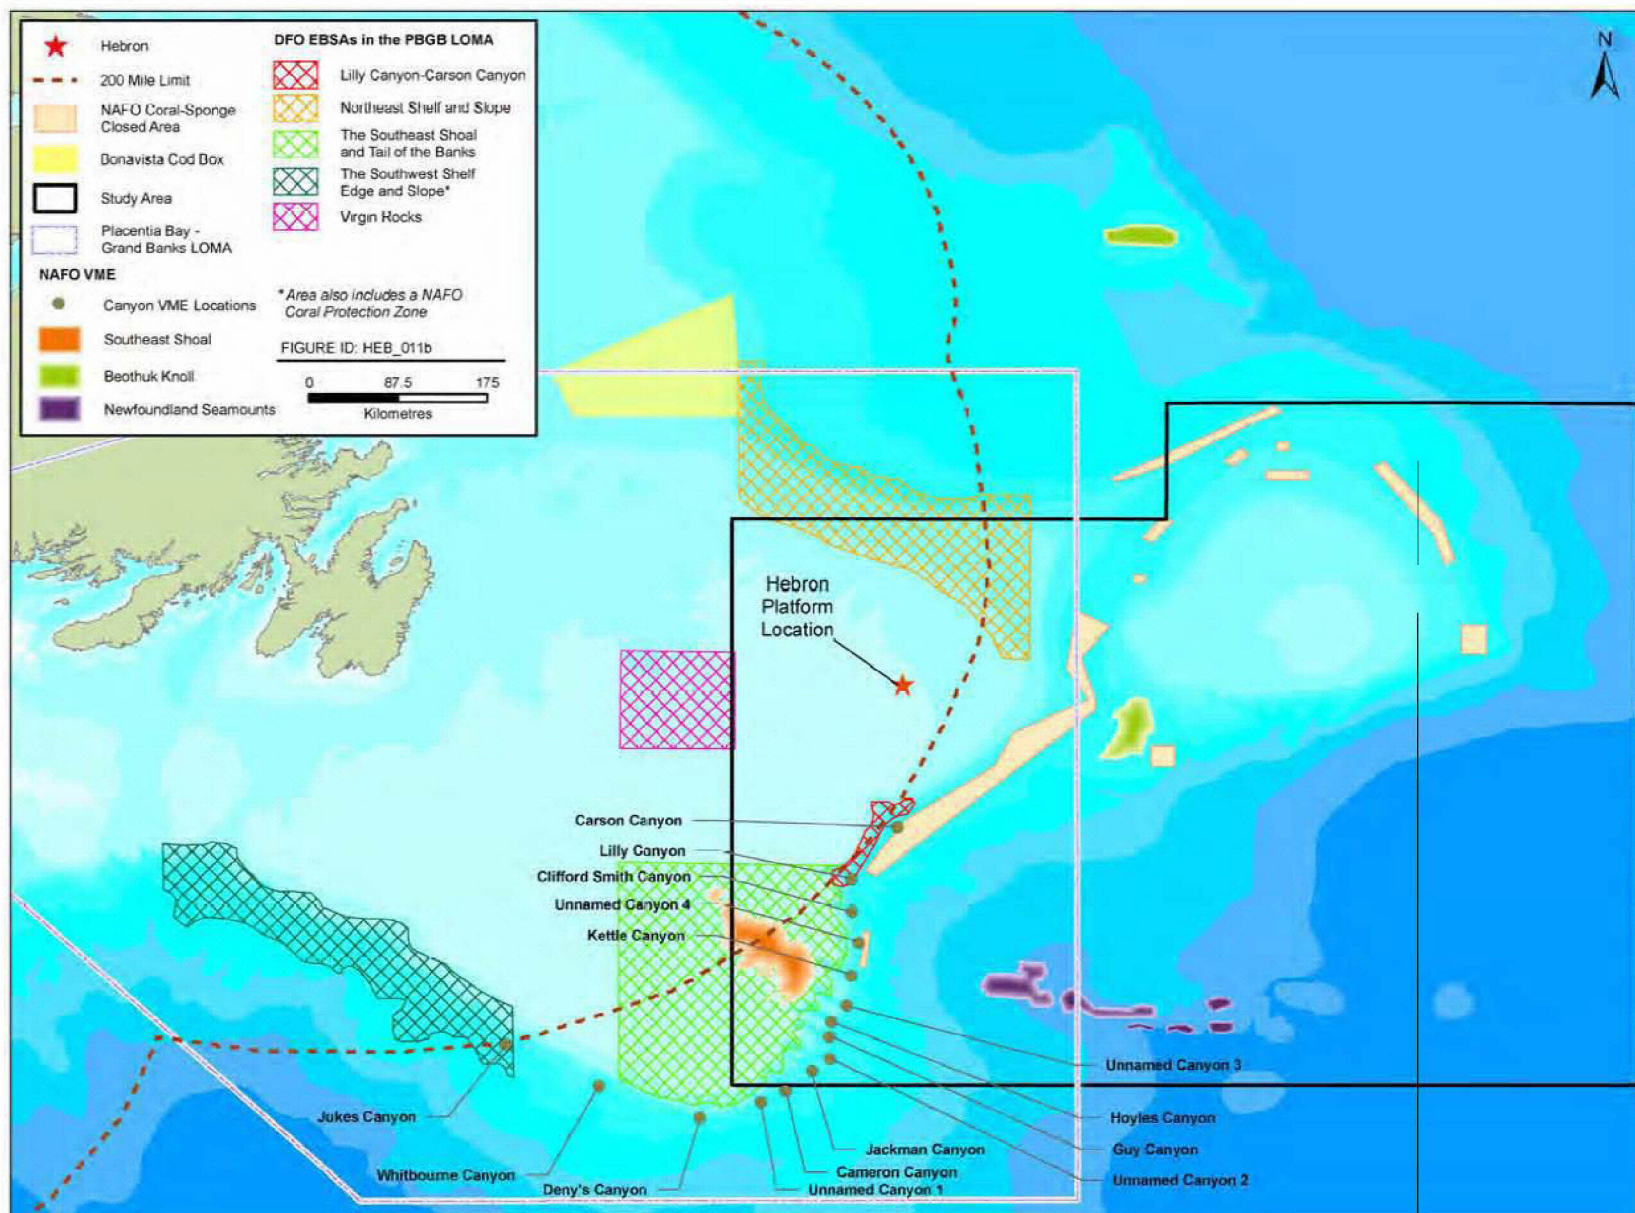 Hebron
200 Mile Limit
NAFO Coral-Sponge
Closed Area
Bonavista Cod Box
Study Area
Placentia Bay -
Grand Banks LOMA
NAFO VME
Canyon VME Locations
Southeast Shoal
Beothuk Knoll
Newfoundland Seamounts
DFO EBSAs in the PBGB LOMA
Lilly Canyon-Carson Canyon
Northeast Shelf and Slope
The Southeast Shoal
and Tail of the Banks
The Southwest Shelf
Edge and Slope*
Virgin Rocks
*Area also includes a NAFO
Coral Protection Zone
FIGURE ID: HEB_011b
0 87.5 175
Kilometres
N
Hebron
Platform
Location
Carson Canyon
Lilly Canyon
Clifford Smith Canyon
Unnamed Canyon 4
Kettle Canyon
Unnamed Canyon 3
Jukes Canyon
Hoyles Canyon
Guy Canyon
Jackman Canyon
Whitbourne Canyon
Cameron Canyon
Unnamed Canyon 2
Deny's Canyon
Unnamed Canyon 1